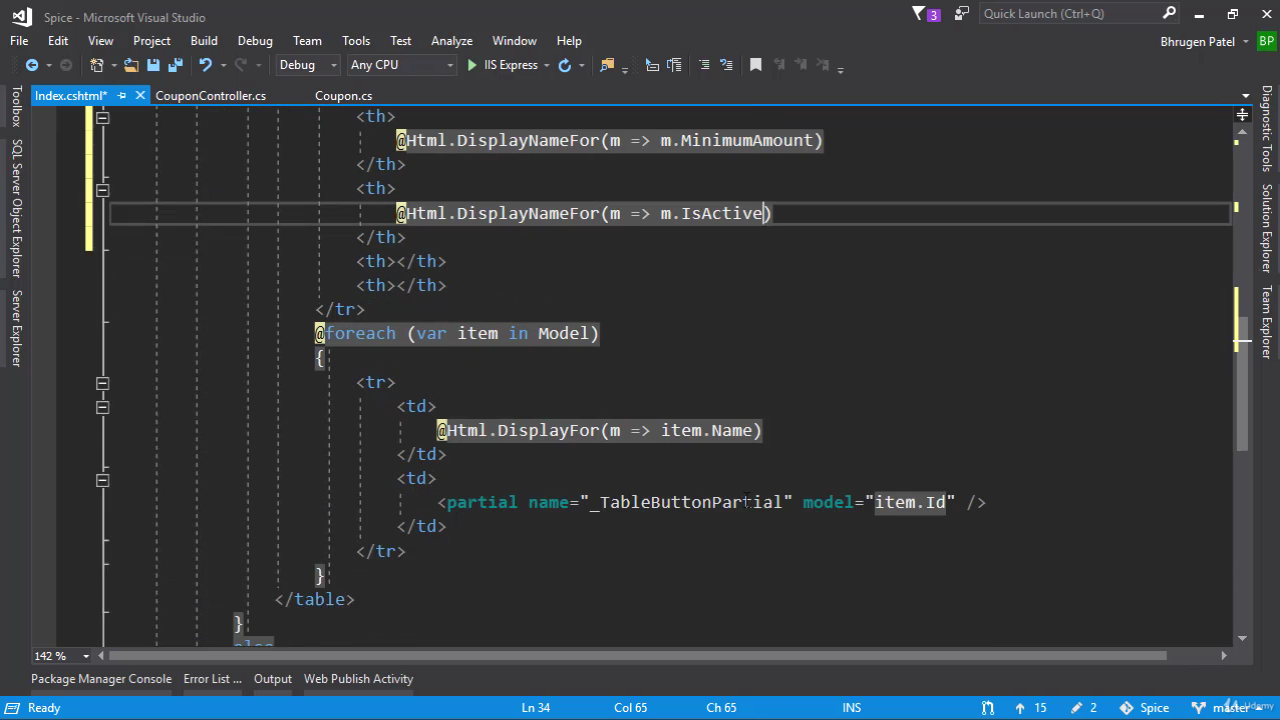 Spice - Microsoft Visual Studio
3
Quick Launch (Ctrl+Q)
File Edit View Project Build Debug Team Tools Test Analyze Window Help
Bhrugen Patel BP
Debug Any CPU IIS Express
Index.cshtml* CouponController.cs Coupon.cs
Toolbox
SQL Server Object Explorer
Server Explorer
<th>
@Html.DisplayNameFor(m => m.MinimumAmount)
</th>
<th>
@Html.DisplayNameFor(m => m.IsActive)
</th>
<th></th>
<th></th>
</tr>
@foreach (var item in Model)
{
<tr>
<td>
@Html.DisplayFor(m => item.Name)
</td>
<td>
<partial name="_TableButtonPartial" model="item.Id" />
</td>
</tr>
}
</table>
}
else
Diagnostic Tools
Solution Explorer
Team Explorer
142 %
Package Manager Console Error List ... Output Web Publish Activity
Ready Ln 34 Col 65 Ch 65 INS 15 2 Spice master
Udemy